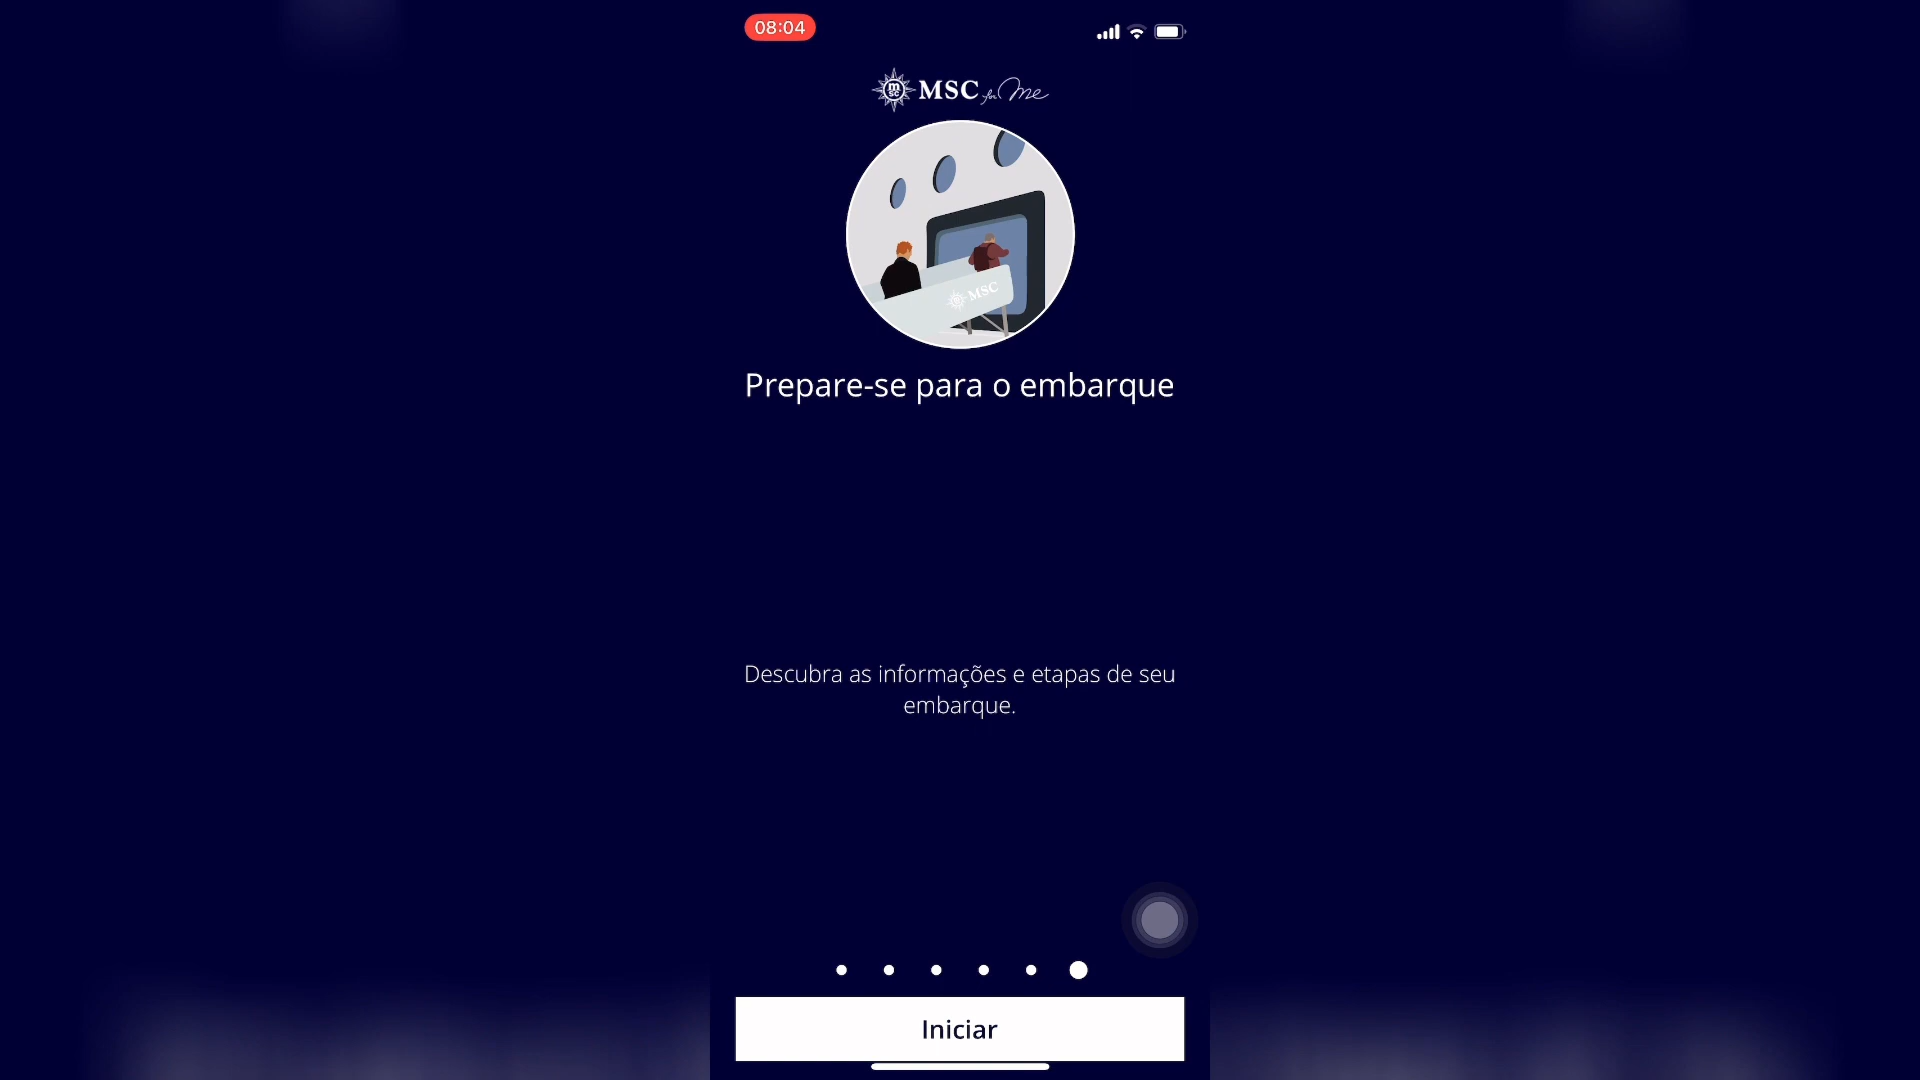 08:04
MSC for Me
MSC
Prepare-se para o embarque
Descubra as informações e etapas de seu
embarque.
Iniciar